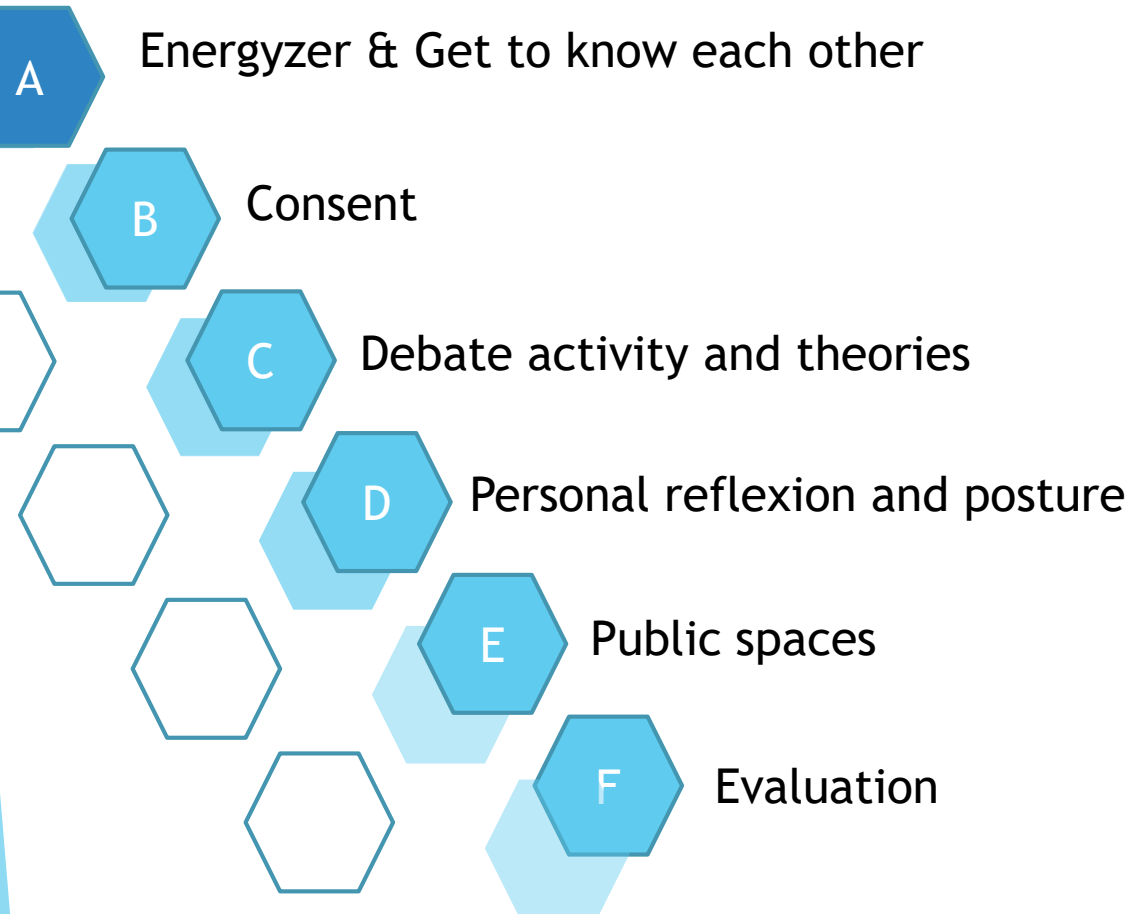 A
Energyzer & Get to know each other
B
Consent
C
Debate activity and theories
D
Personal reflexion and posture
E
Public spaces
F
Evaluation